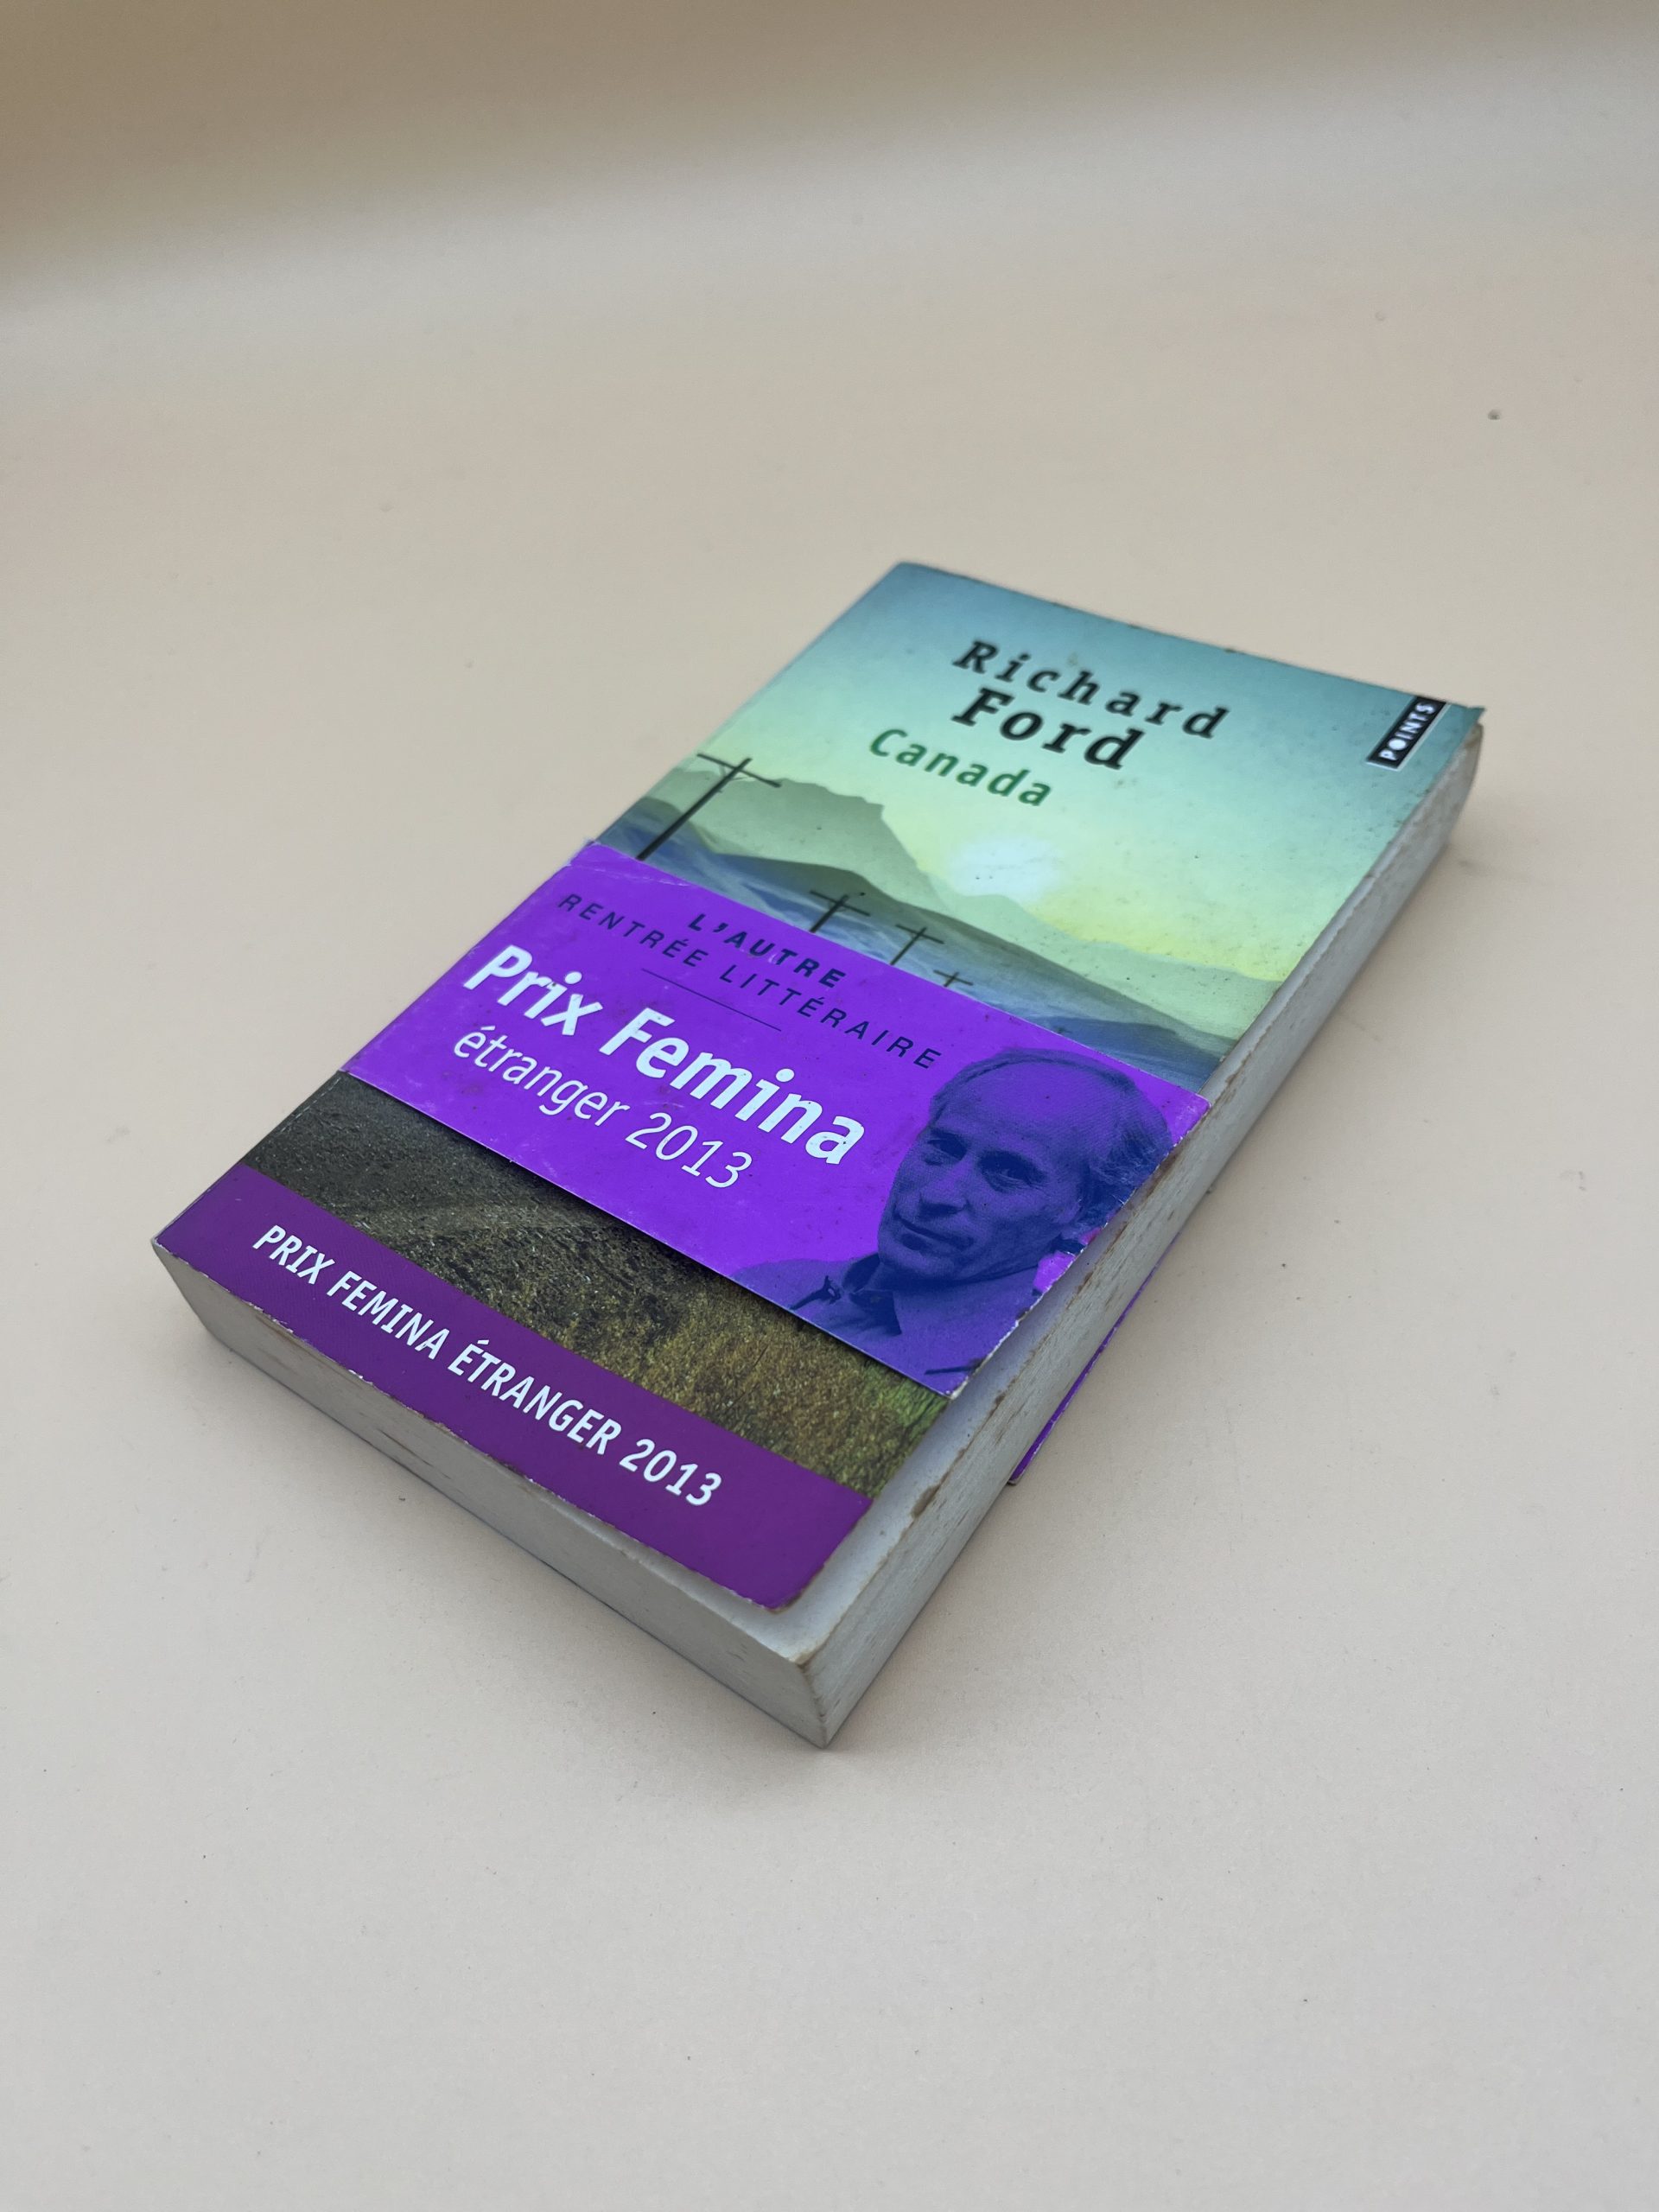 Richard
Ford
Canada
POINTS
L'AUTRE
RENTRÉE LITTÉRAIRE
Prix Femina
étranger 2013
PRIX FEMINA ÉTRANGER 2013